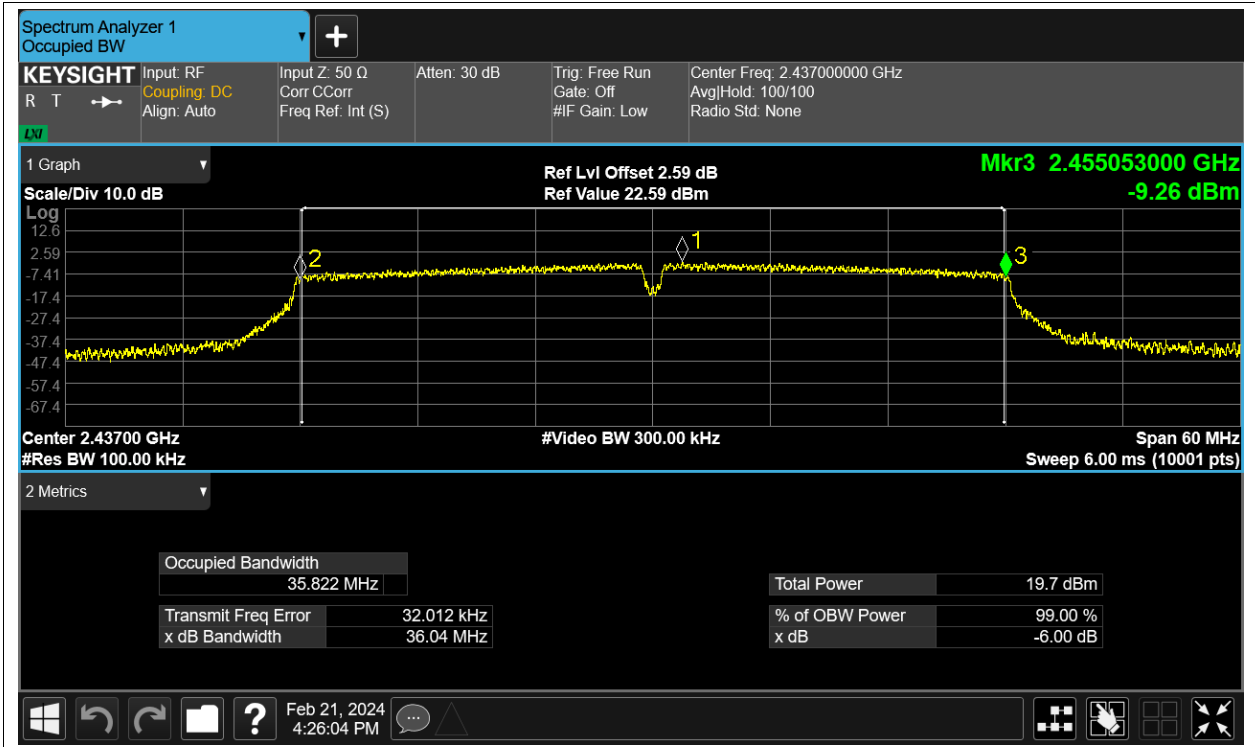 Spectrum Analyzer 1
Occupied BW
KEYSIGHT
R T
LXI
Input: RF
Coupling: DC
Align: Auto
Input Z: 50 Ω
Corr CCorr
Freq Ref: Int (S)
Atten: 30 dB
Trig: Free Run
Gate: Off
#IF Gain: Low
Center Freq: 2.437000000 GHz
Avg|Hold: 100/100
Radio Std: None
1 Graph
Scale/Div 10.0 dB
Ref Lvl Offset 2.59 dB
Ref Value 22.59 dBm
Mkr3 2.455053000 GHz
-9.26 dBm
Log
12.6
2.59
-7.41
-17.4
-27.4
-37.4
-47.4
-57.4
-67.4
2
1
3
Center 2.43700 GHz
#Res BW 100.00 kHz
#Video BW 300.00 kHz
Span 60 MHz
Sweep 6.00 ms (10001 pts)
2 Metrics
Occupied Bandwidth
35.822 MHz
Transmit Freq Error 32.012 kHz
x dB Bandwidth 36.04 MHz
Total Power 19.7 dBm
% of OBW Power 99.00 %
x dB -6.00 dB
Feb 21, 2024
4:26:04 PM